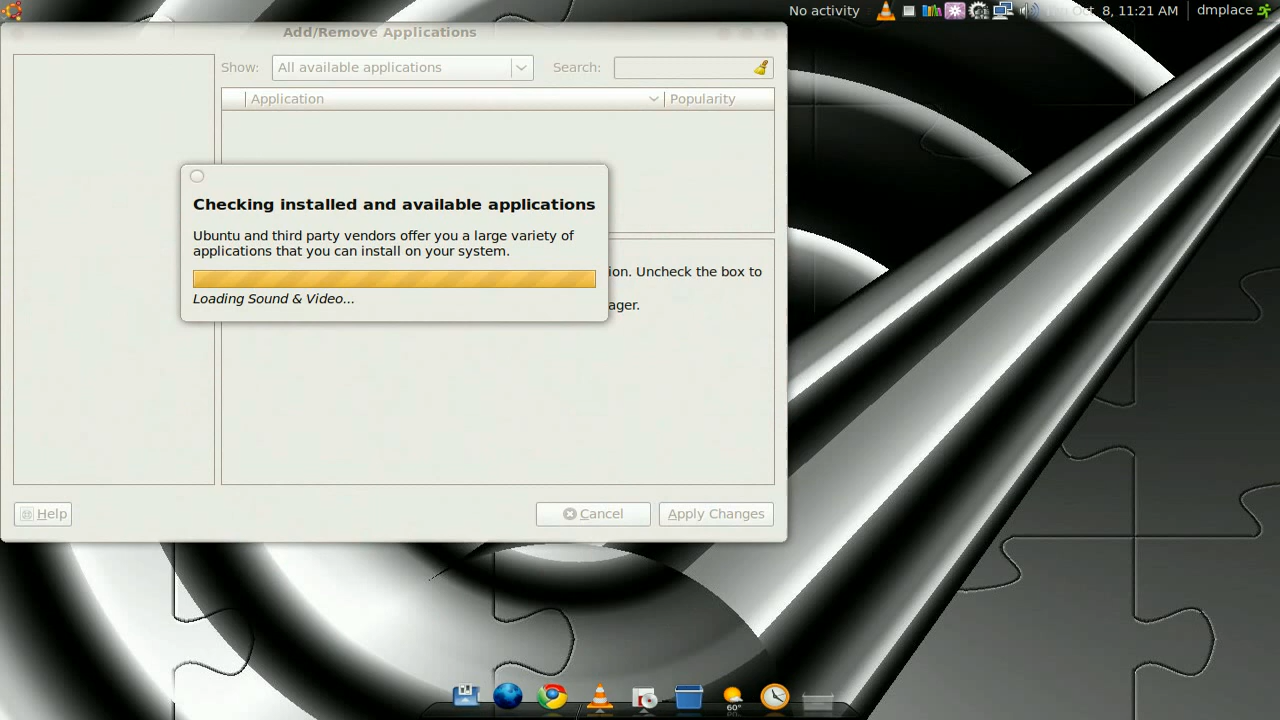 No activity
Oct. 8, 11:21 AM
dmplace
Add/Remove Applications
Show:
All available applications
Search:
Application
Popularity
Checking installed and available applications
Ubuntu and third party vendors offer you a large variety of
applications that you can install on your system.
Loading Sound & Video...
ion. Uncheck the box to
ager.
Help
Cancel
Apply Changes
60°